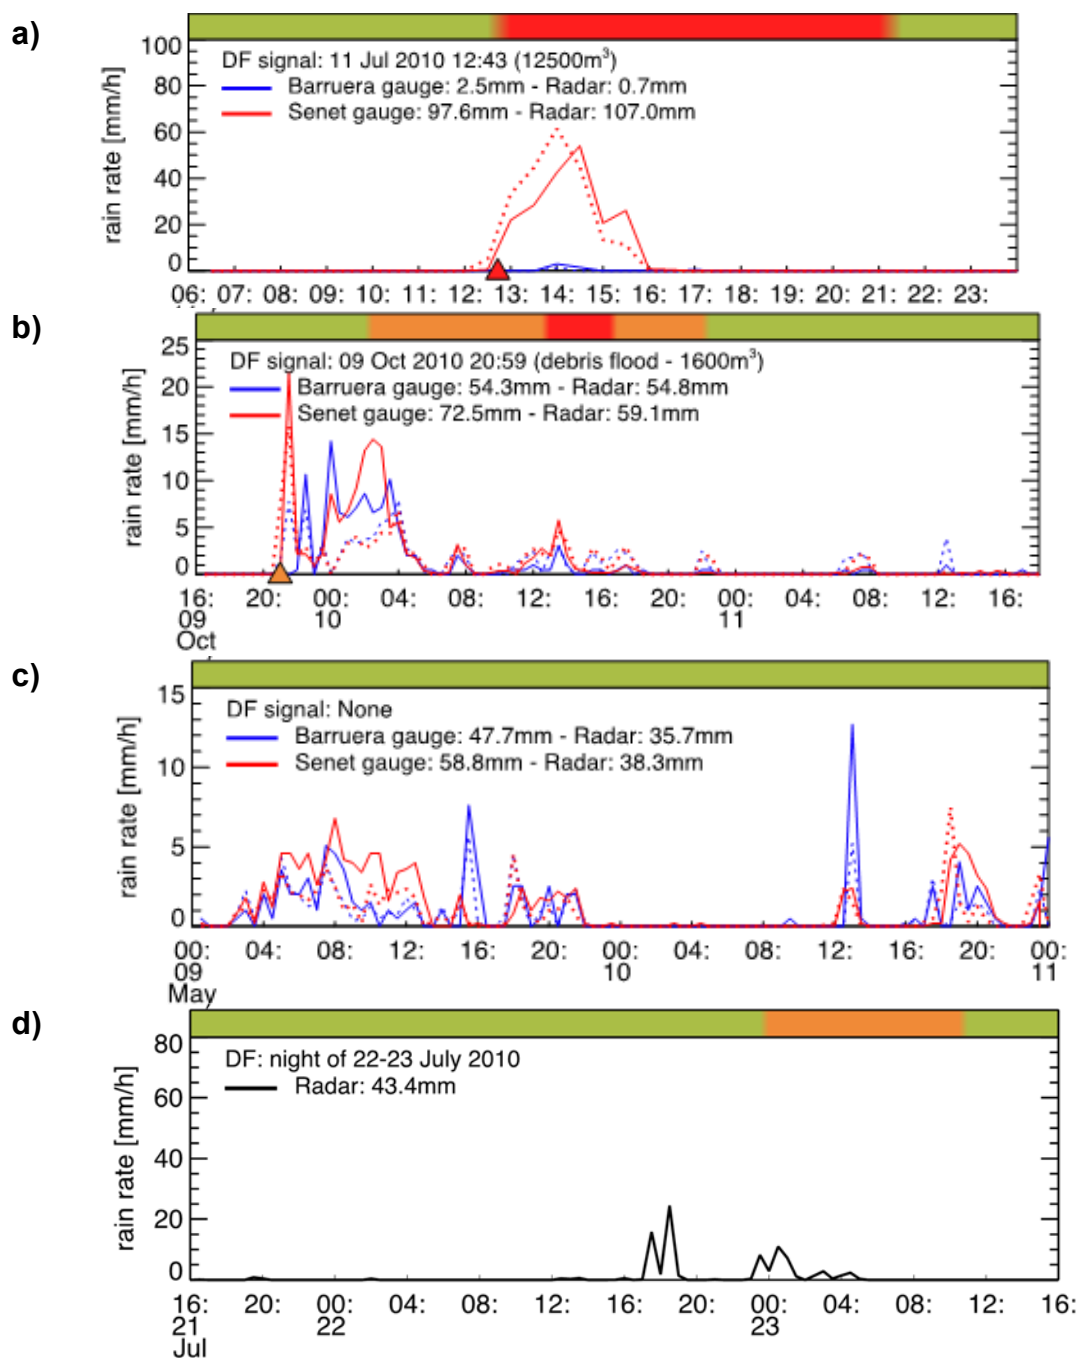 a)
100
80
60
40
20
0
rain rate [mm/h]
DF signal: 11 Jul 2010 12:43 (12500m³)
Barruera gauge: 2.5mm - Radar: 0.7mm
Senet gauge: 97.6mm - Radar: 107.0mm
06: 07: 08: 09: 10: 11: 12: 13: 14: 15: 16: 17: 18: 19: 20: 21: 22: 23:
b)
25
20
15
10
5
0
rain rate [mm/h]
DF signal: 09 Oct 2010 20:59 (debris flood - 1600m³)
Barruera gauge: 54.3mm - Radar: 54.8mm
Senet gauge: 72.5mm - Radar: 59.1mm
16: 20: 00: 04: 08: 12: 16: 20: 00: 04: 08: 12: 16:
09 10 11
Oct
c)
15
10
5
0
rain rate [mm/h]
DF signal: None
Barruera gauge: 47.7mm - Radar: 35.7mm
Senet gauge: 58.8mm - Radar: 38.3mm
00: 04: 08: 12: 16: 20: 00: 04: 08: 12: 16: 20: 00:
09 10 11
May
d)
80
60
40
20
0
rain rate [mm/h]
DF: night of 22-23 July 2010
Radar: 43.4mm
16: 20: 00: 04: 08: 12: 16: 20: 00: 04: 08: 12: 16:
21 22 23
Jul